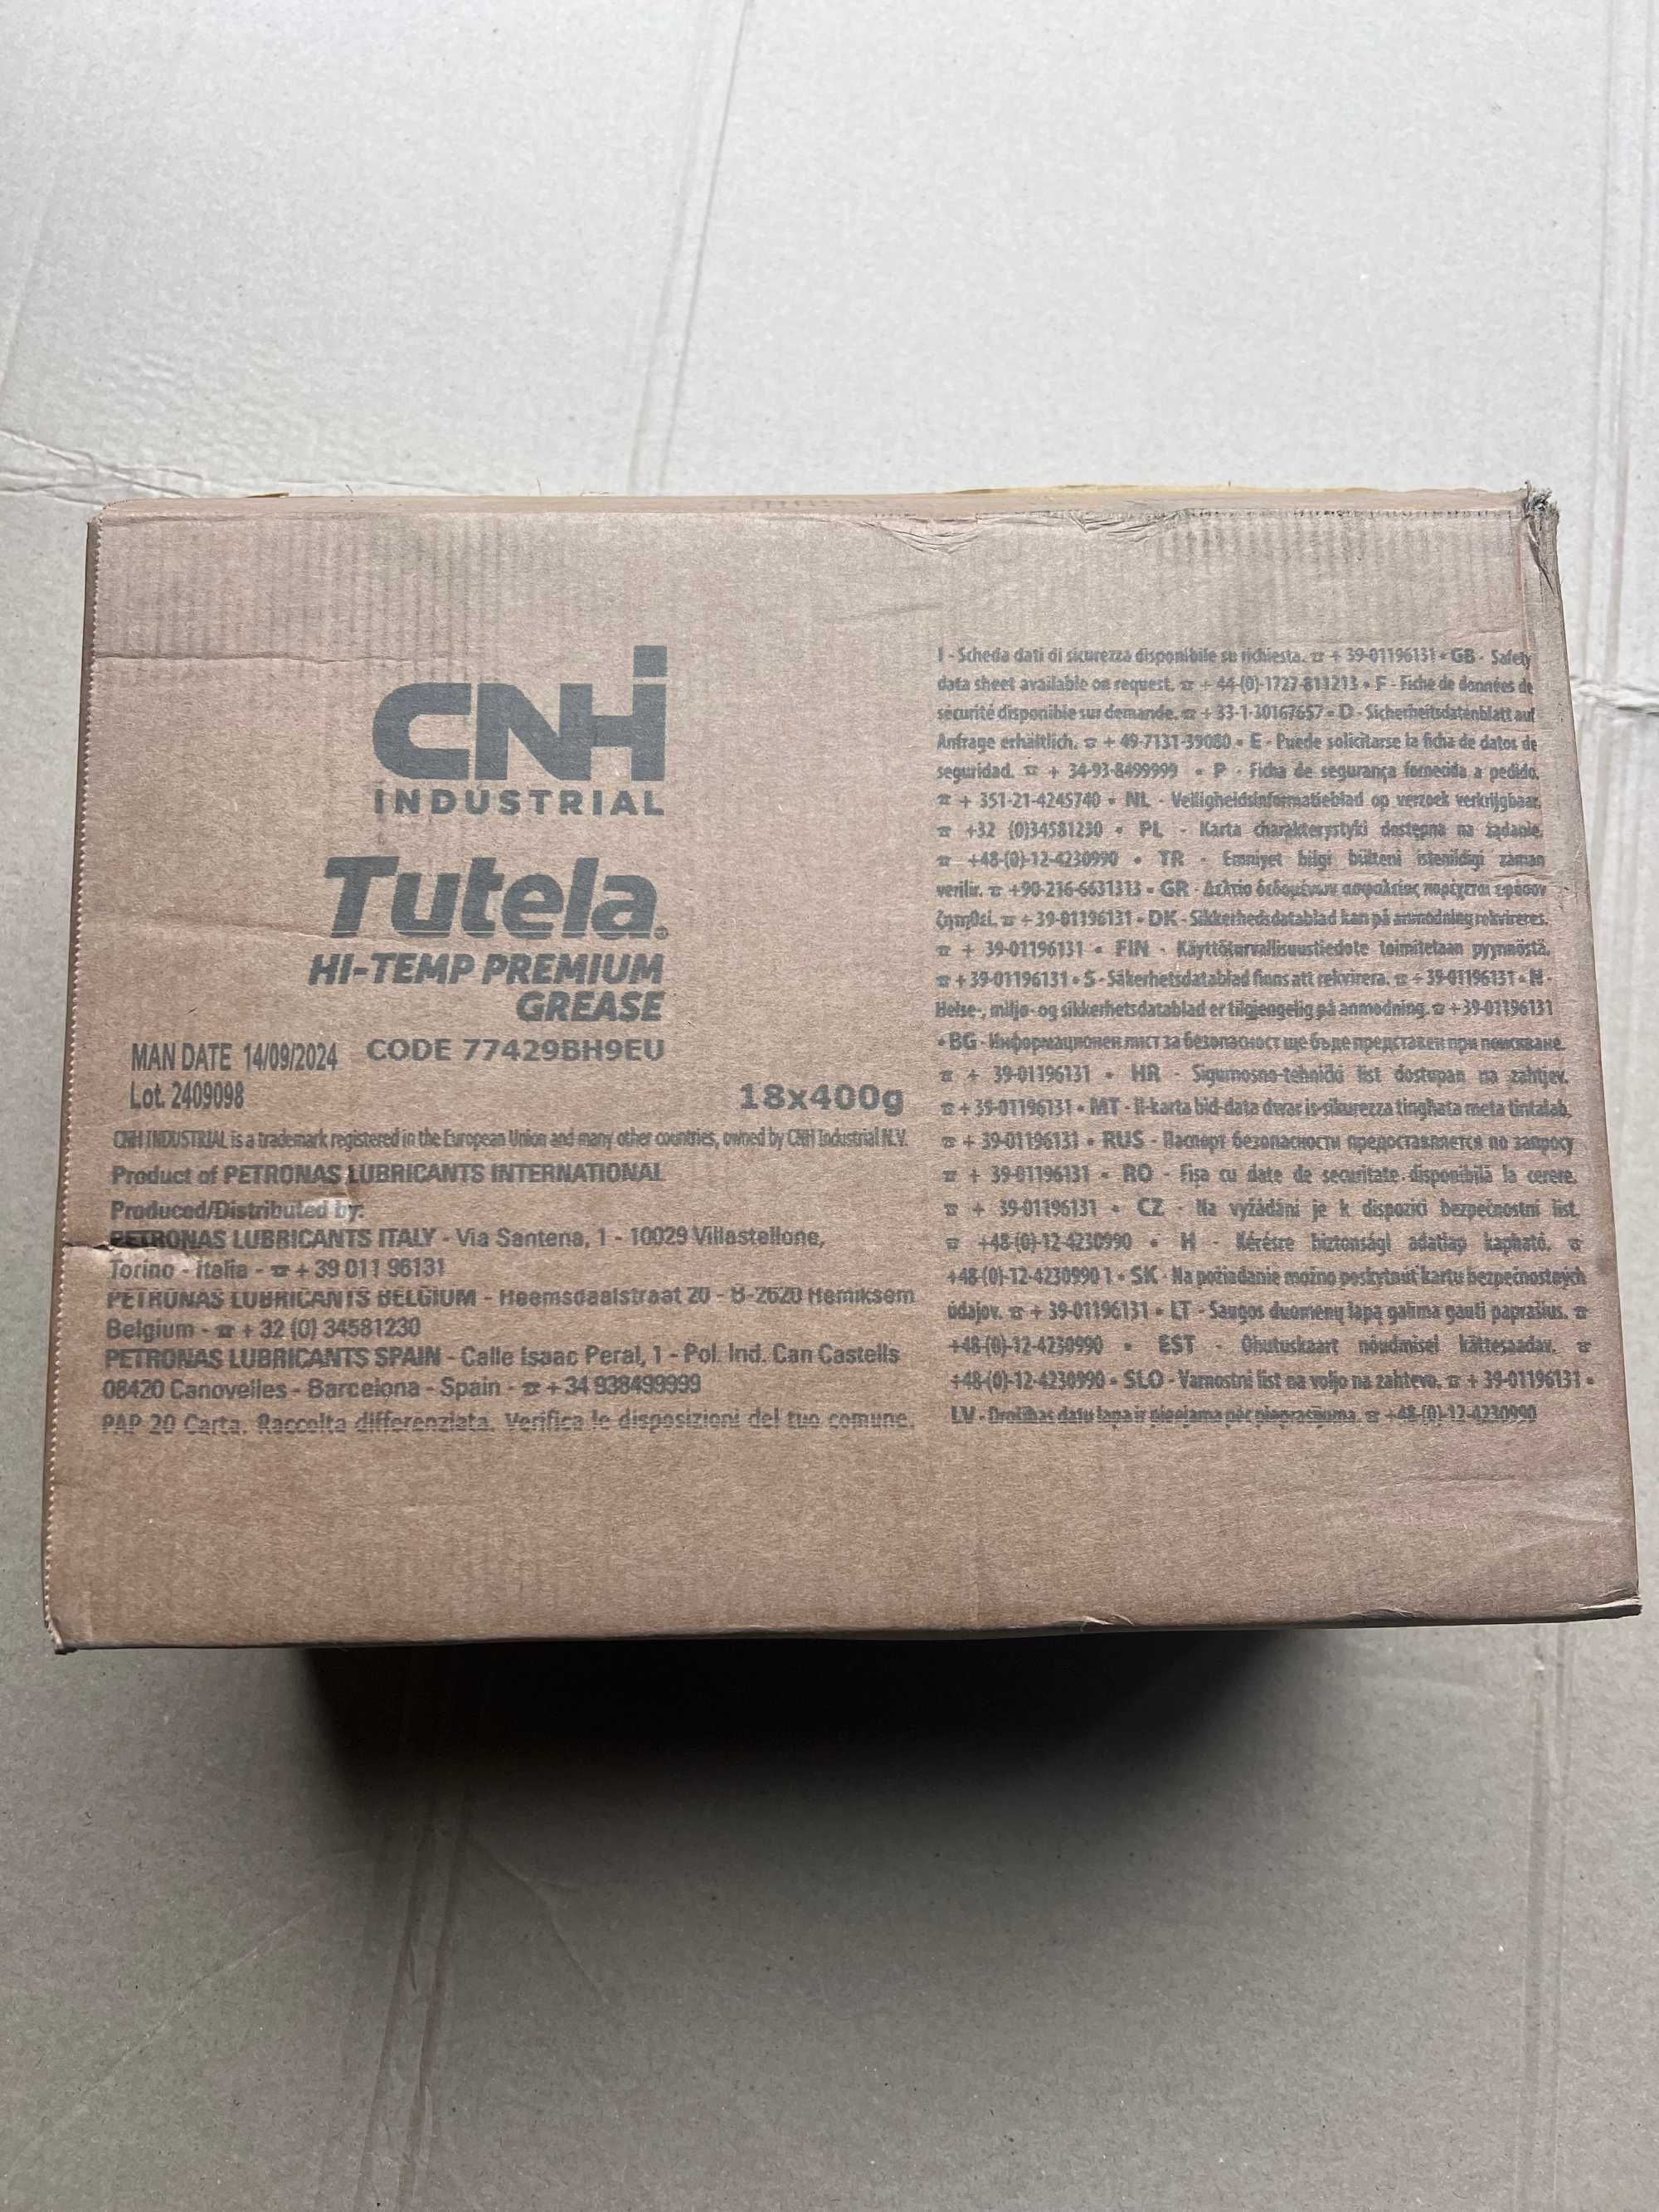 CNH
INDUSTRIAL
Tutela®
HI-TEMP PREMIUM
GREASE
MAN DATE 14/09/2024 CODE 77429BH9EU
Lot. 2409098
18x400g
CNH INDUSTRIAL is a trademark registered in the European Union and many other countries, owned by CNH Industrial N.V.
Product of PETRONAS LUBRICANTS INTERNATIONAL
Produced/Distributed by:
PETRONAS LUBRICANTS ITALY - Via Santena, 1 - 10029 Villastellone,
Torino - Italia - ☎ + 39 011 96131
PETRONAS LUBRICANTS BELGIUM - Heemsdaalstraat 20 - B-2620 Hemiksem
Belgium - ☎ + 32 (0) 34581230
PETRONAS LUBRICANTS SPAIN - Calle Isaac Peral, 1 - Pol. Ind. Can Castells
08420 Canovelles - Barcelona - Spain - ☎ + 34 938499999
PAP 20 Carta. Raccolta differenziata. Verifica le disposizioni del tuo comune.
I - Scheda dati di sicurezza disponibile su richiesta. ☎ + 39-01196131 • GB - Safety
data sheet available on request. ☎ + 44-(0)-1727-811213 • F - Fiche de données de
sécurité disponible sur demande. ☎ + 33-1-30167657 • D - Sicherheitsdatenblatt auf
Anfrage erhältlich. ☎ + 49-7131-39080 • E - Puede solicitarse la ficha de datos de
seguridad. ☎ + 34-93-8499999 • P - Ficha de segurança fornecida a pedido.
☎ + 351-21-4245740 • NL - Veiligheidsinformatieblad op verzoek verkrijgbaar.
☎ +32 (0)34581230 • PL - Karta charakterystyki dostępna na żądanie.
☎ +48-(0)-12-4230990 • TR - Emniyet bilgi bülteni istenildigi zaman
verilir. ☎ +90-216-6631313 • GR - Δελτίο δεδομένων ασφαλείας παρέχεται εφόσον
ζητηθεί. ☎ + 39-01196131 • DK - Sikkerhedsdatablad kan på anmodning rekvireres.
☎ + 39-01196131 • FIN - Käyttöturvallisuustiedote toimitetaan pyynnöstä.
☎ + 39-01196131 • S - Säkerhetsdatablad finns att rekvirera. ☎ + 39-01196131 • N -
Helse-, miljø- og sikkerhetsdatablad er tilgjengelig på anmodning. ☎ + 39-01196131
• BG - Информационен лист за безопасност ще бъде представен при поискване.
☎ + 39-01196131 • HR - Sigurnosno-tehnički list dostupan na zahtjev.
☎ + 39-01196131 • MT - Il-karta bid-data dwar is-sikurezza tinghata meta tintalab.
☎ + 39-01196131 • RUS - Паспорт безопасности предоставляется по запросу
☎ + 39-01196131 • RO - Fişa cu date de securitate disponibilă la cerere.
☎ + 39-01196131 • CZ - Na vyžádání je k dispozici bezpečnostní list.
☎ +48-(0)-12-4230990 • H - Kérésre biztonsági adatlap kapható. ☎
+48-(0)-12-4230990 1 • SK - Na požiadanie možno poskytnúť kartu bezpečnostných
údajov. ☎ + 39-01196131 • LT - Saugos duomenų lapą galima gauti paprašius. ☎
+48-(0)-12-4230990 • EST - Ohutuskaart nõudmisel kättesaadav. ☎
+48-(0)-12-4230990 • SLO - Varnostni list na voljo na zahtevo. ☎ + 39-01196131 •
LV - Drošības datu lapa ir pieejama pēc pieprasījuma. ☎ +48-(0)-12-4230990